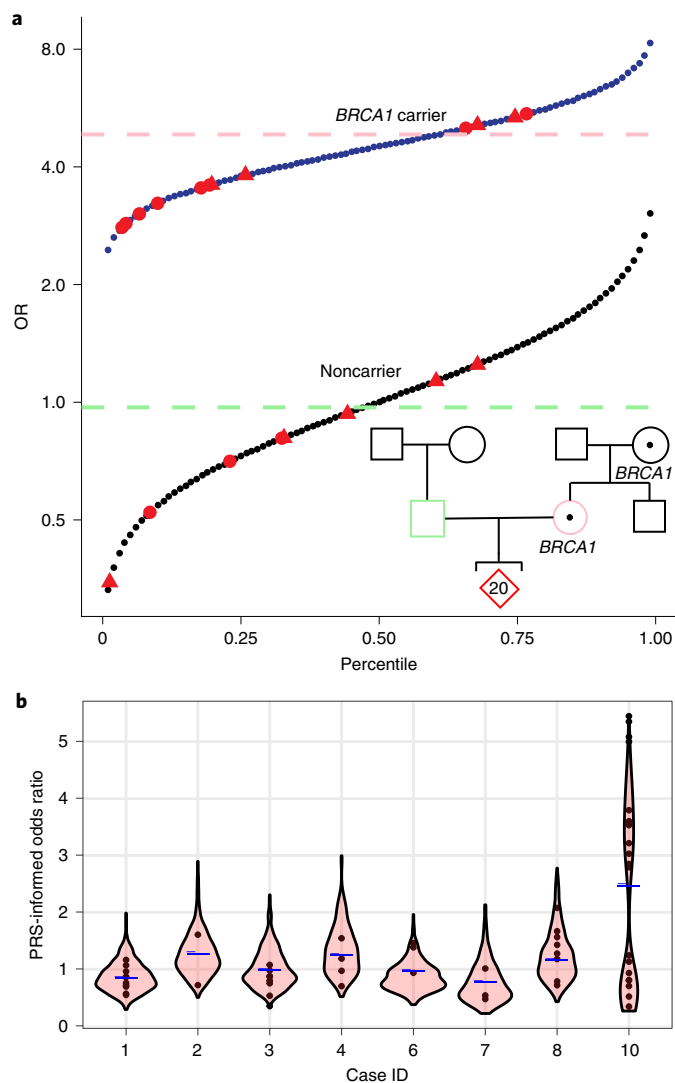 a
8.0
4.0
2.0
1.0
0.5
OR
BRCA1 carrier
Noncarrier
BRCA1
BRCA1
20
0
0.25
0.50
0.75
1.00
Percentile
b
5
4
3
2
1
0
PRS-informed odds ratio
1
2
3
4
6
7
8
10
Case ID